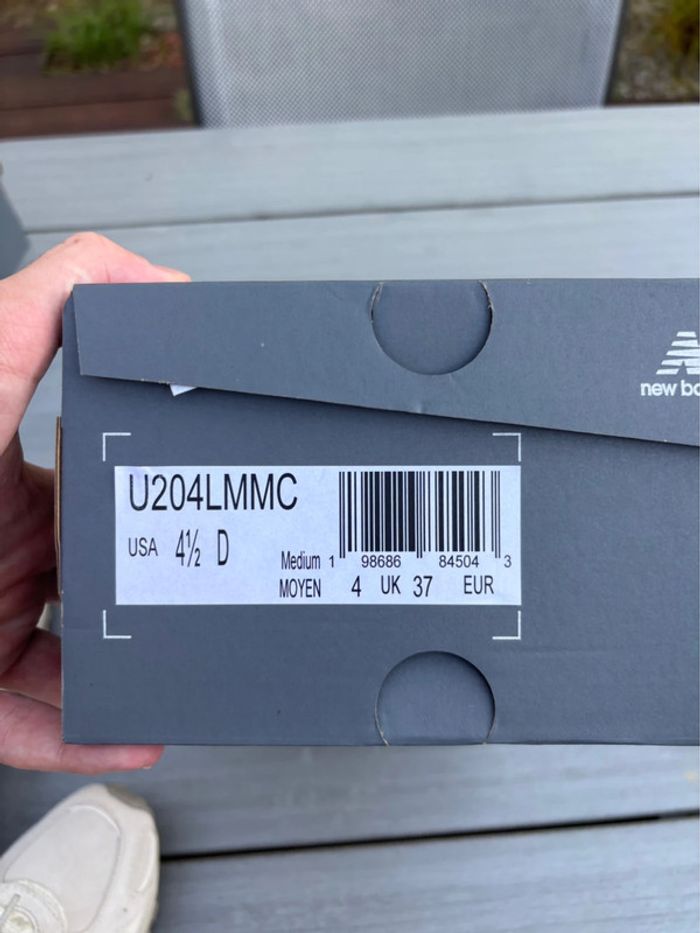 new ba
U204LMMC
USA 4½ D
Medium 1 98686 84504 3
MOYEN 4 UK 37 EUR